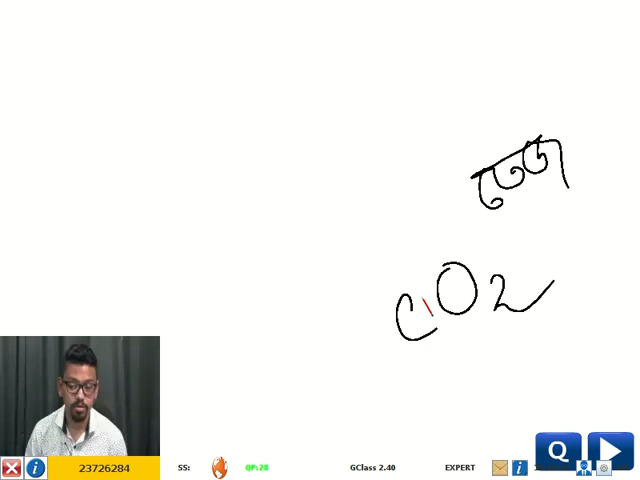 তেজ
CO2
Q
23726284
SS:
QP:28
GClass 2.40
EXPERT